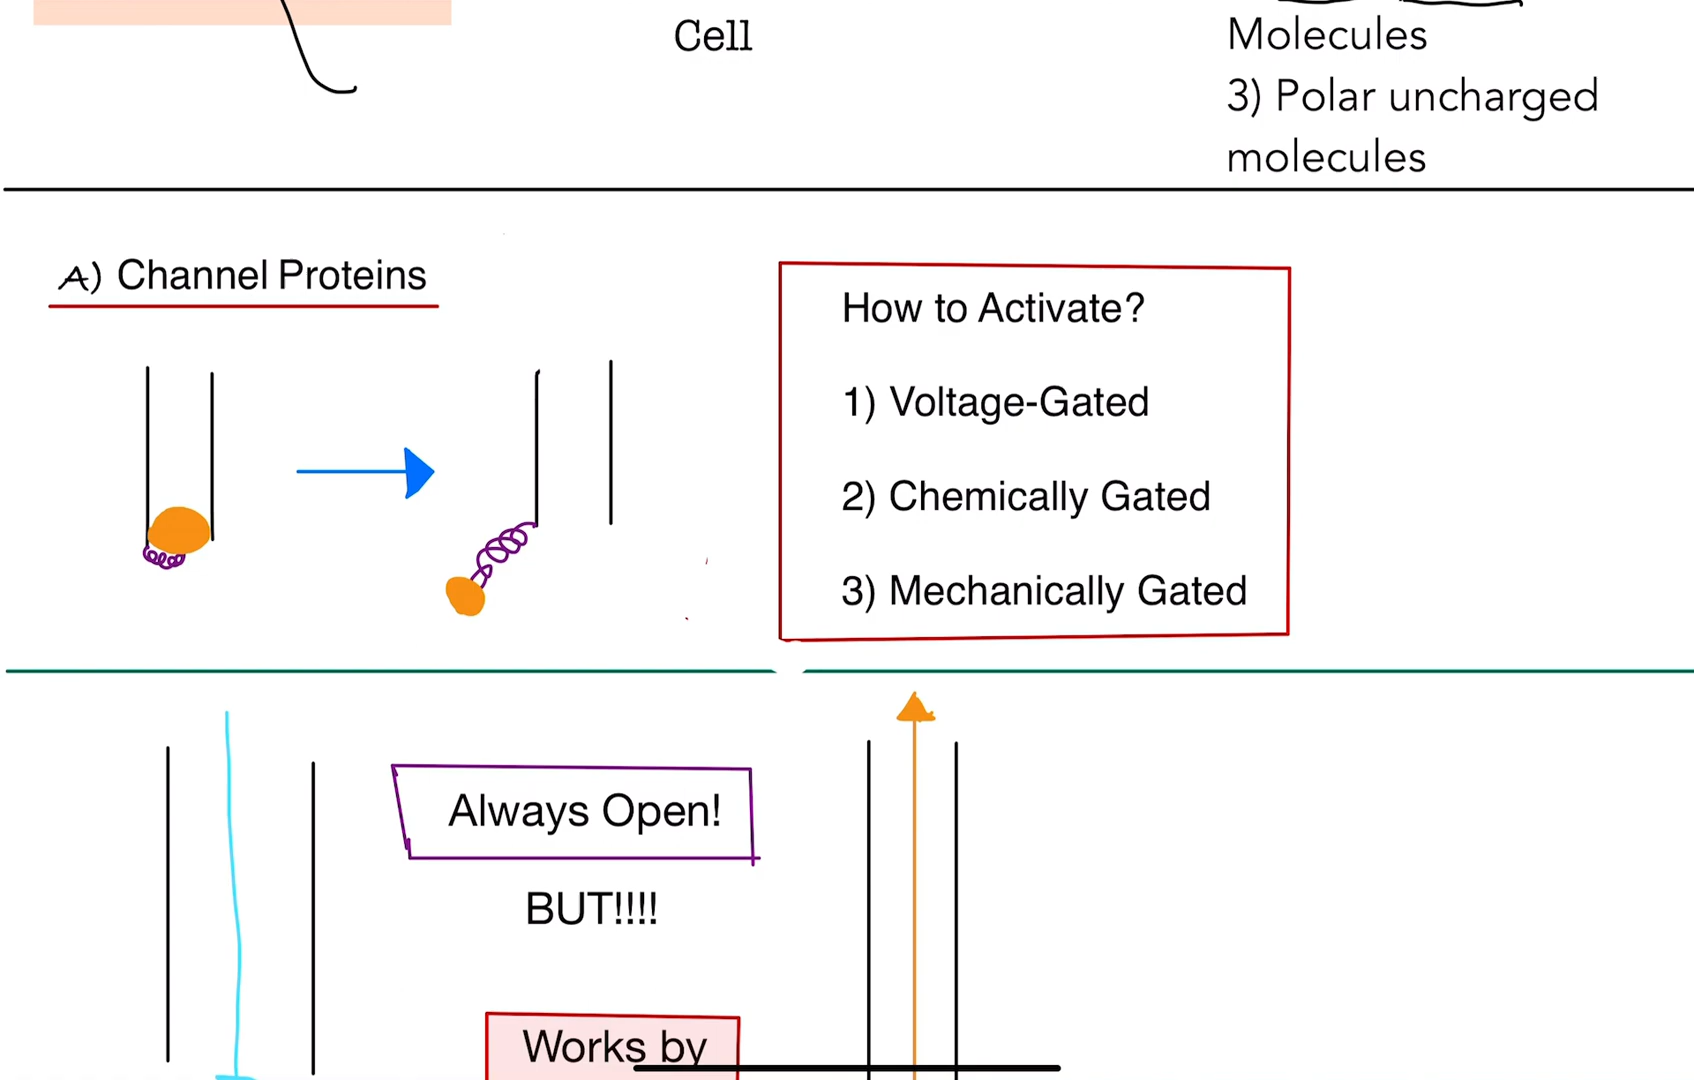 Cell
Molecules
3) Polar uncharged
molecules
A) Channel Proteins
How to Activate?
1) Voltage-Gated
2) Chemically Gated
3) Mechanically Gated
Always Open!
BUT!!!!
Works by